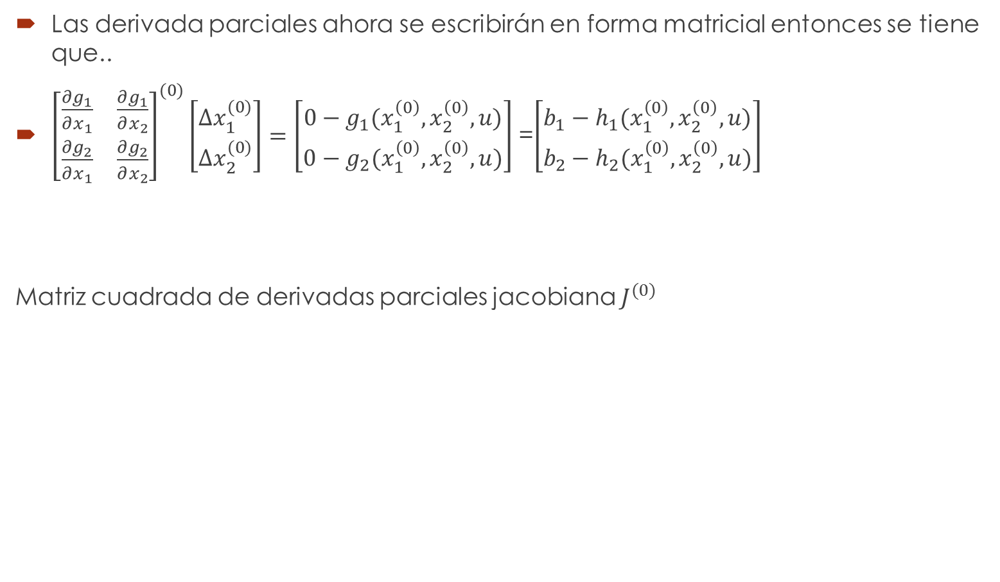 Las derivada parciales ahora se escribirán en forma matricial entonces se tiene
que..
$\begin{bmatrix} \frac{\partial g_1}{\partial x_1} & \frac{\partial g_1}{\partial x_2} \\ \frac{\partial g_2}{\partial x_1} & \frac{\partial g_2}{\partial x_2} \end{bmatrix}^{(0)} \begin{bmatrix} \Delta x_1^{(0)} \\ \Delta x_2^{(0)} \end{bmatrix} = \begin{bmatrix} 0 - g_1(x_1^{(0)}, x_2^{(0)}, u) \\ 0 - g_2(x_1^{(0)}, x_2^{(0)}, u) \end{bmatrix} = \begin{bmatrix} b_1 - h_1(x_1^{(0)}, x_2^{(0)}, u) \\ b_2 - h_2(x_1^{(0)}, x_2^{(0)}, u) \end{bmatrix}$
Matriz cuadrada de derivadas parciales jacobiana $J^{(0)}$